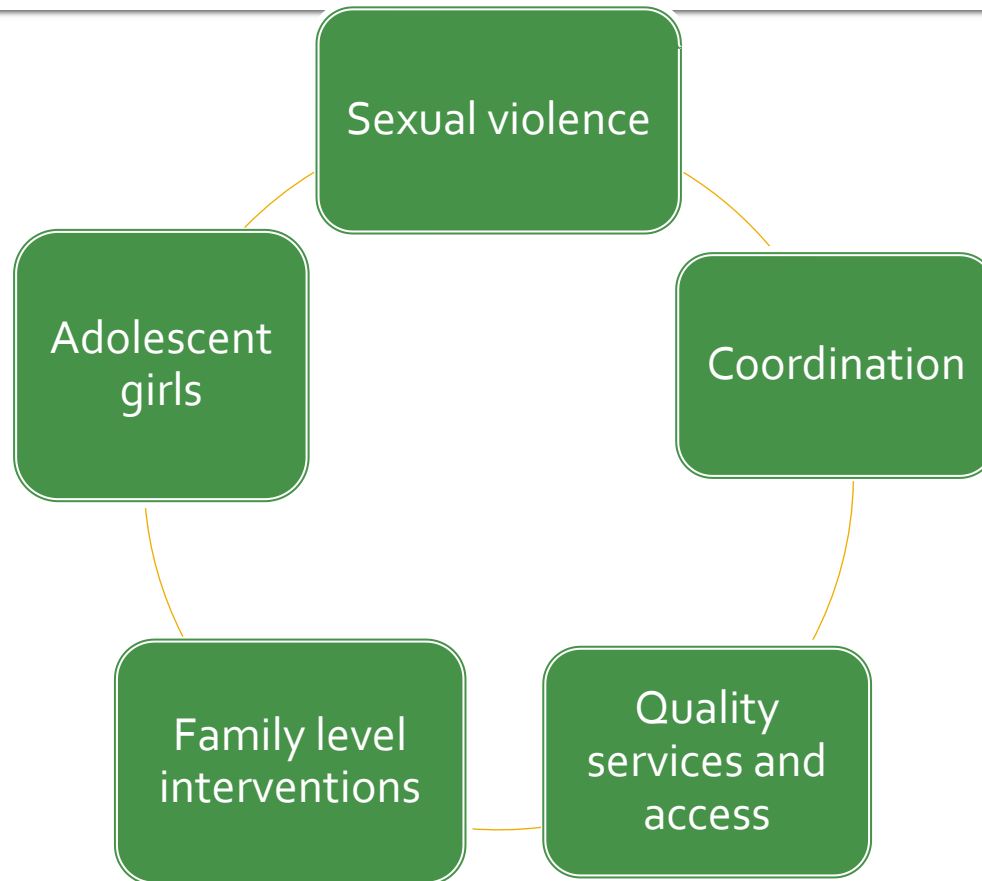 Sexual violence
Coordination
Quality
services and
access
Family level
interventions
Adolescent
girls